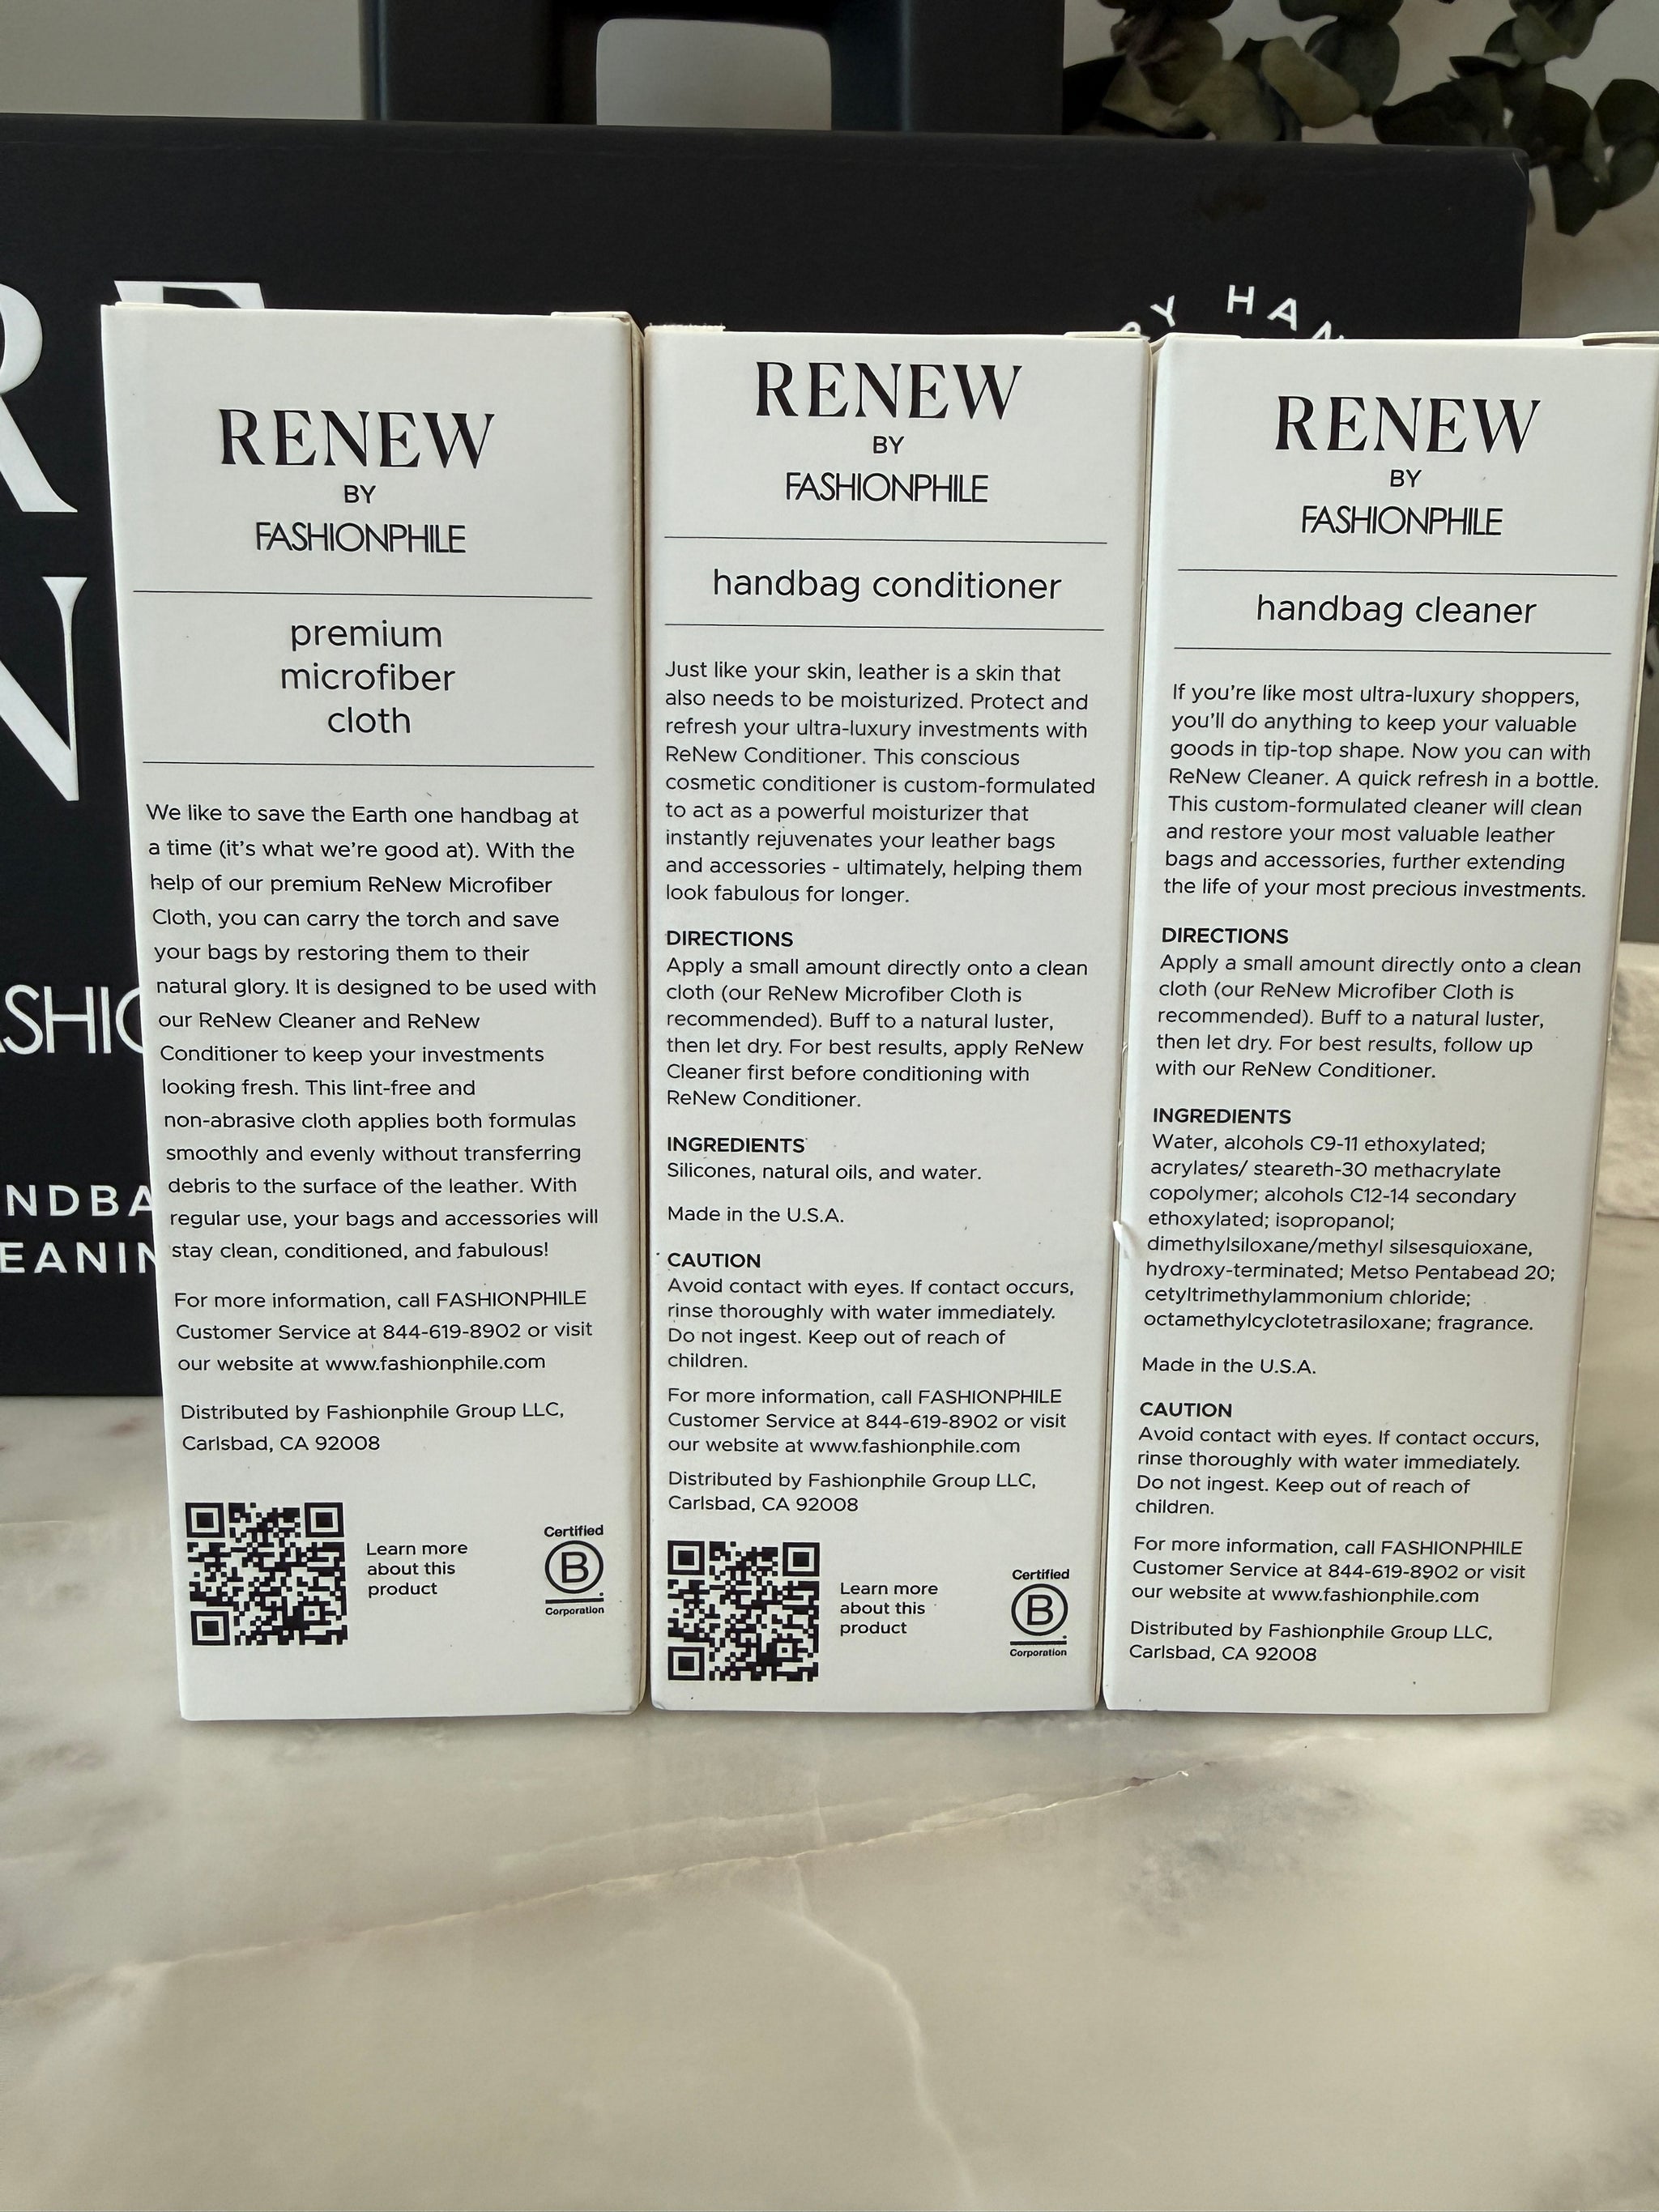 RY HAN
R
N
ASHIO
NDBA
EANIN
RENEW
BY
FASHIONPHILE
premium
microfiber
cloth
We like to save the Earth one handbag at
a time (it’s what we’re good at). With the
help of our premium ReNew Microfiber
Cloth, you can carry the torch and save
your bags by restoring them to their
natural glory. It is designed to be used with
our ReNew Cleaner and ReNew
Conditioner to keep your investments
looking fresh. This lint-free and
non-abrasive cloth applies both formulas
smoothly and evenly without transferring
debris to the surface of the leather. With
regular use, your bags and accessories will
stay clean, conditioned, and fabulous!
For more information, call FASHIONPHILE
Customer Service at 844-619-8902 or visit
our website at www.fashionphile.com
Distributed by Fashionphile Group LLC,
Carlsbad, CA 92008
Learn more
about this
product
Certified
B
Corporation
RENEW
BY
FASHIONPHILE
handbag conditioner
Just like your skin, leather is a skin that
also needs to be moisturized. Protect and
refresh your ultra-luxury investments with
ReNew Conditioner. This conscious
cosmetic conditioner is custom-formulated
to act as a powerful moisturizer that
instantly rejuvenates your leather bags
and accessories - ultimately, helping them
look fabulous for longer.
DIRECTIONS
Apply a small amount directly onto a clean
cloth (our ReNew Microfiber Cloth is
recommended). Buff to a natural luster,
then let dry. For best results, apply ReNew
Cleaner first before conditioning with
ReNew Conditioner.
INGREDIENTS
Silicones, natural oils, and water.
Made in the U.S.A.
CAUTION
Avoid contact with eyes. If contact occurs,
rinse thoroughly with water immediately.
Do not ingest. Keep out of reach of
children.
For more information, call FASHIONPHILE
Customer Service at 844-619-8902 or visit
our website at www.fashionphile.com
Distributed by Fashionphile Group LLC,
Carlsbad, CA 92008
Learn more
about this
product
Certified
B
Corporation
RENEW
BY
FASHIONPHILE
handbag cleaner
If you’re like most ultra-luxury shoppers,
you’ll do anything to keep your valuable
goods in tip-top shape. Now you can with
ReNew Cleaner. A quick refresh in a bottle.
This custom-formulated cleaner will clean
and restore your most valuable leather
bags and accessories, further extending
the life of your most precious investments.
DIRECTIONS
Apply a small amount directly onto a clean
cloth (our ReNew Microfiber Cloth is
recommended). Buff to a natural luster,
then let dry. For best results, follow up
with our ReNew Conditioner.
INGREDIENTS
Water, alcohols C9-11 ethoxylated;
acrylates/ steareth-30 methacrylate
copolymer; alcohols C12-14 secondary
ethoxylated; isopropanol;
dimethylsiloxane/methyl silsesquioxane,
hydroxy-terminated; Metso Pentabead 20;
cetyltrimethylammonium chloride;
octamethylcyclotetrasiloxane; fragrance.
Made in the U.S.A.
CAUTION
Avoid contact with eyes. If contact occurs,
rinse thoroughly with water immediately.
Do not ingest. Keep out of reach of
children.
For more information, call FASHIONPHILE
Customer Service at 844-619-8902 or visit
our website at www.fashionphile.com
Distributed by Fashionphile Group LLC,
Carlsbad, CA 92008